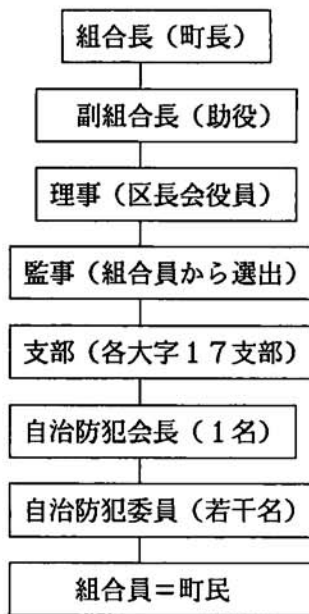 組合長（町長）
副組合長（助役）
理事（区長会役員）
監事（組合員から選出）
支部（各大字１７支部）
自治防犯会長（１名）
自治防犯委員（若干名）
組合員＝町民